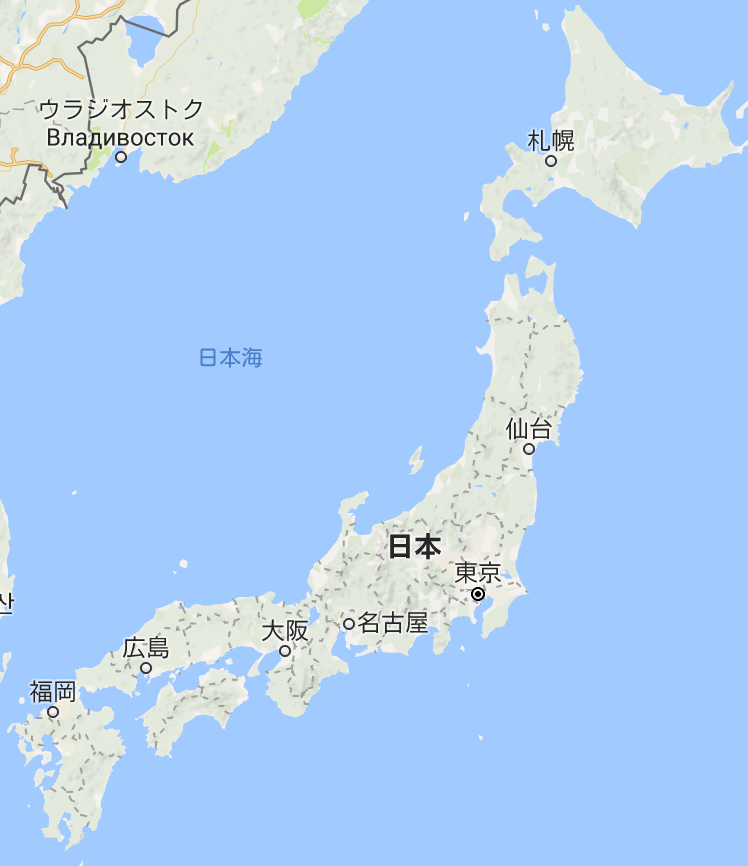 ウラジオストク
Владивосток
札幌
日本海
仙台
日本
東京
名古屋
大阪
広島
福岡
산